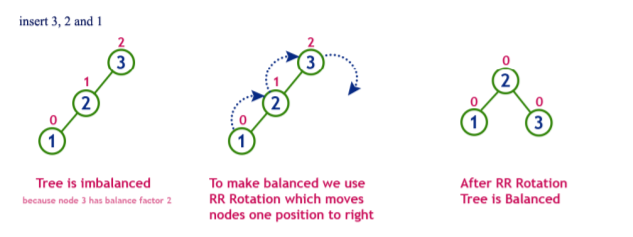 insert 3, 2 and 1
2
3
1
2
0
1
Tree is imbalanced
because node 3 has balance factor 2
2
3
1
2
0
1
To make balanced we use
RR Rotation which moves
nodes one position to right
0
2
0 0
1 3
After RR Rotation
Tree is Balanced